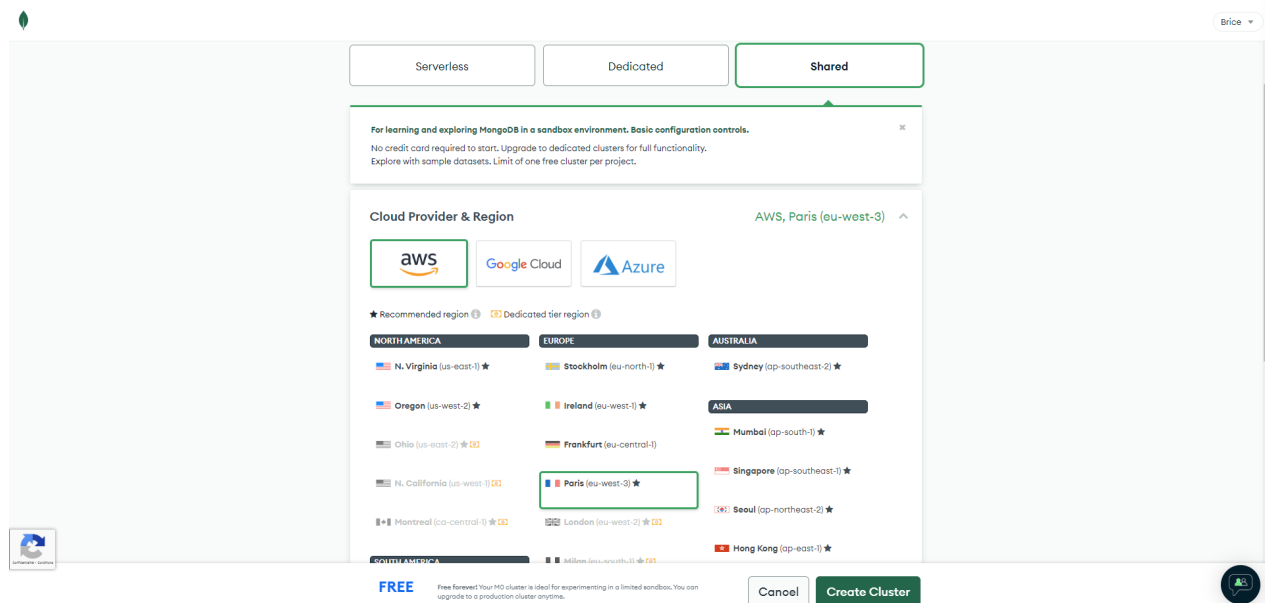 Brice
Serverless
Dedicated
Shared
For learning and exploring MongoDB in a sandbox environment. Basic configuration controls.
No credit card required to start. Upgrade to dedicated clusters for full functionality.
Explore with sample datasets. Limit of one free cluster per project.
Cloud Provider & Region
AWS, Paris (eu-west-3)
aws
Google Cloud
Azure
Recommended region
Dedicated tier region
NORTH AMERICA
N. Virginia (us-east-1)
Oregon (us-west-2)
Ohio (us-east-2)
N. California (us-west-1)
Montreal (ca-central-1)
SOUTH AMERICA
EUROPE
Stockholm (eu-north-1)
Ireland (eu-west-1)
Frankfurt (eu-central-1)
Paris (eu-west-3)
London (eu-west-2)
Milan (eu-south-1)
AUSTRALIA
Sydney (ap-southeast-2)
ASIA
Mumbai (ap-south-1)
Singapore (ap-southeast-1)
Seoul (ap-northeast-2)
Hong Kong (ap-east-1)
FREE
Free forever! Your M0 cluster is ideal for experimenting in a limited sandbox. You can
upgrade to a production cluster anytime.
Cancel
Create Cluster